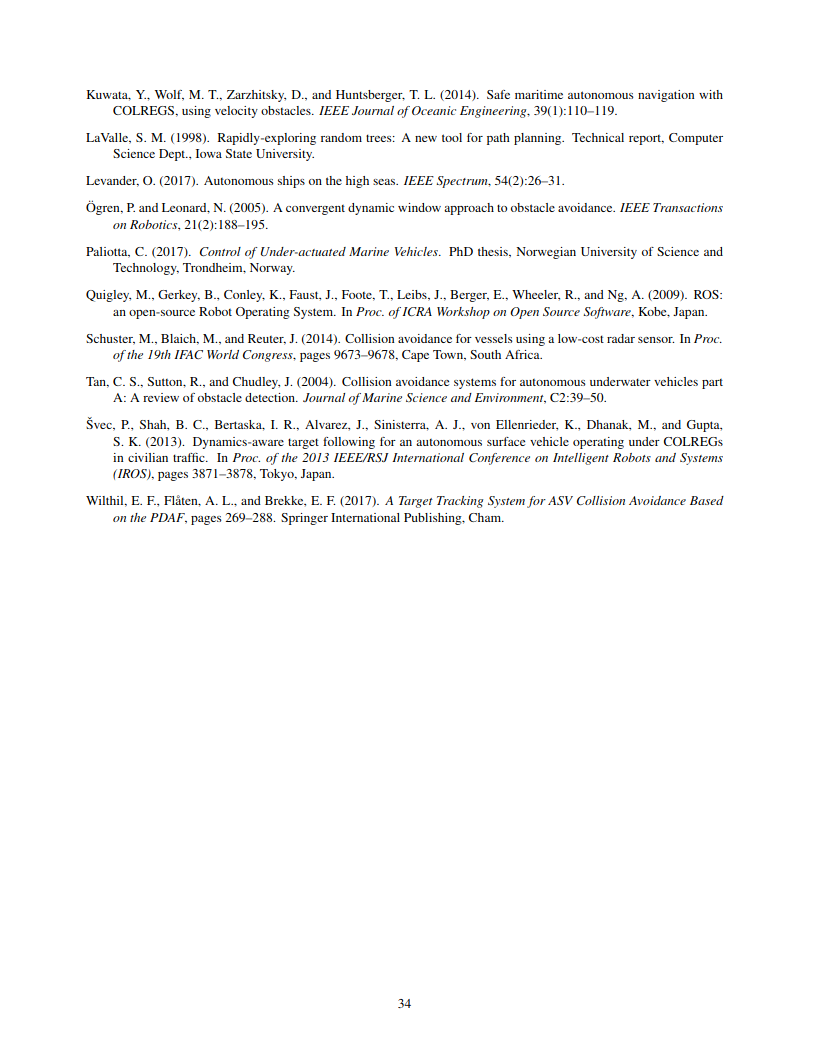 Kuwata, Y., Wolf, M. T., Zarzhitsky, D., and Huntsberger, T. L. (2014). Safe maritime autonomous navigation with
COLREGS, using velocity obstacles. IEEE Journal of Oceanic Engineering, 39(1):110–119.
LaValle, S. M. (1998). Rapidly-exploring random trees: A new tool for path planning. Technical report, Computer
Science Dept., Iowa State University.
Levander, O. (2017). Autonomous ships on the high seas. IEEE Spectrum, 54(2):26–31.
Ögren, P. and Leonard, N. (2005). A convergent dynamic window approach to obstacle avoidance. IEEE Transactions
on Robotics, 21(2):188–195.
Paliotta, C. (2017). Control of Under-actuated Marine Vehicles. PhD thesis, Norwegian University of Science and
Technology, Trondheim, Norway.
Quigley, M., Gerkey, B., Conley, K., Faust, J., Foote, T., Leibs, J., Berger, E., Wheeler, R., and Ng, A. (2009). ROS:
an open-source Robot Operating System. In Proc. of ICRA Workshop on Open Source Software, Kobe, Japan.
Schuster, M., Blaich, M., and Reuter, J. (2014). Collision avoidance for vessels using a low-cost radar sensor. In Proc.
of the 19th IFAC World Congress, pages 9673–9678, Cape Town, South Africa.
Tan, C. S., Sutton, R., and Chudley, J. (2004). Collision avoidance systems for autonomous underwater vehicles part
A: A review of obstacle detection. Journal of Marine Science and Environment, C2:39–50.
Švec, P., Shah, B. C., Bertaska, I. R., Alvarez, J., Sinisterra, A. J., von Ellenrieder, K., Dhanak, M., and Gupta,
S. K. (2013). Dynamics-aware target following for an autonomous surface vehicle operating under COLREGs
in civilian traffic. In Proc. of the 2013 IEEE/RSJ International Conference on Intelligent Robots and Systems
(IROS), pages 3871–3878, Tokyo, Japan.
Wilthil, E. F., Flåten, A. L., and Brekke, E. F. (2017). A Target Tracking System for ASV Collision Avoidance Based
on the PDAF, pages 269–288. Springer International Publishing, Cham.
34